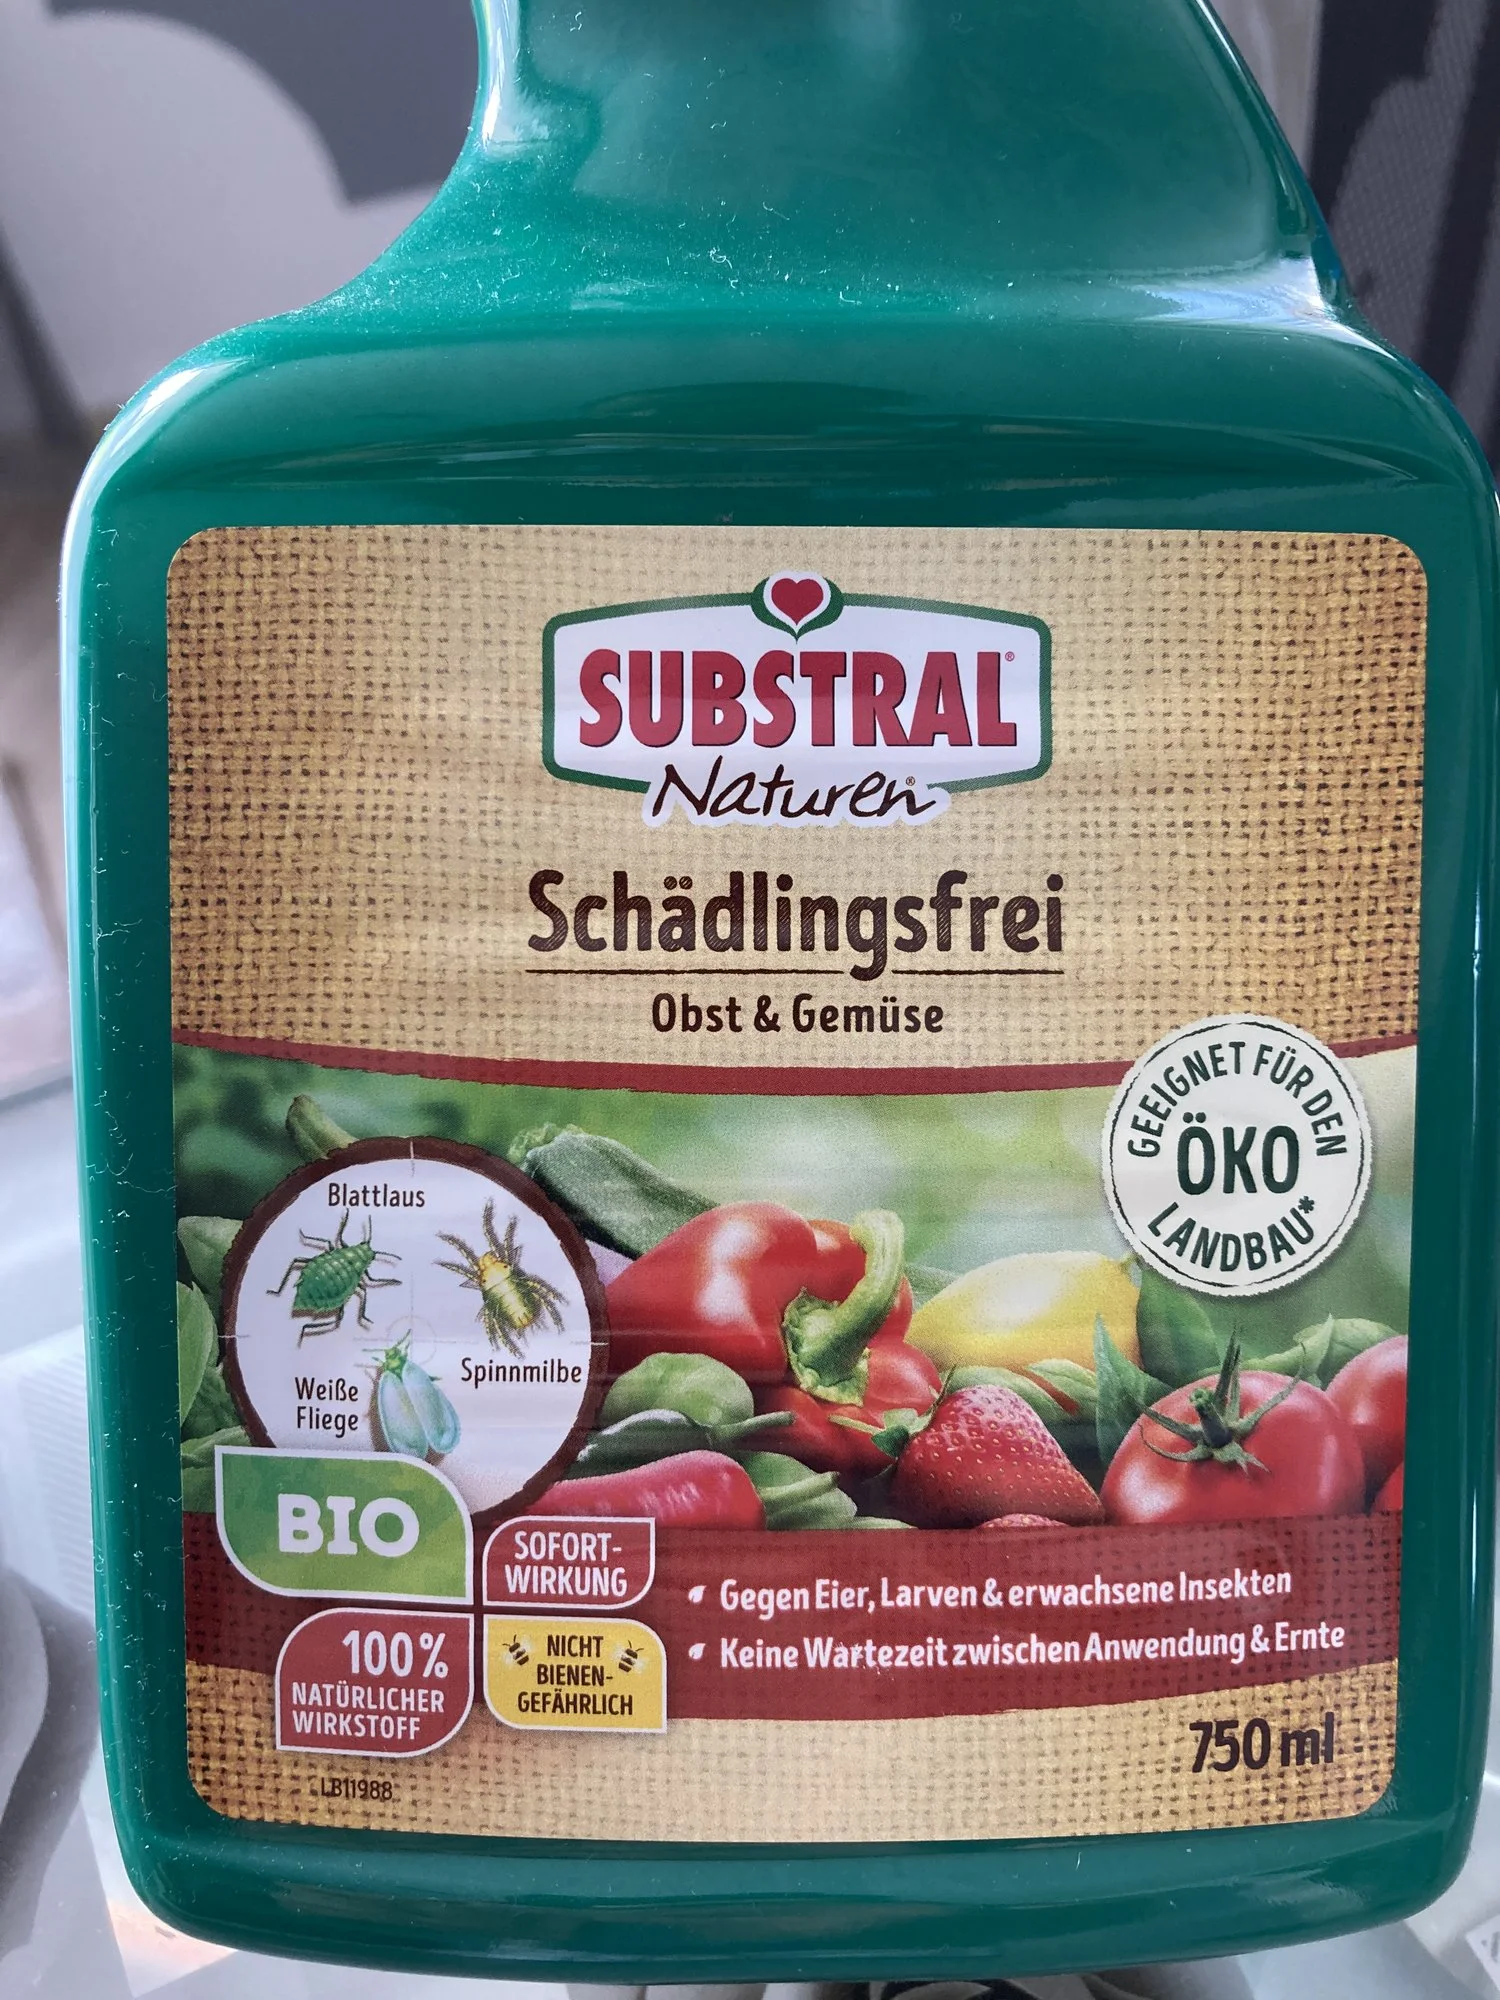 SUBSTRAL®
Naturen®
Schädlingsfrei
Obst & Gemüse
GEEIGNET FÜR DEN
ÖKO
LANDBAU*
Blattlaus
Spinnmilbe
Weiße
Fliege
BIO
SOFORT-
WIRKUNG
100%
NATÜRLICHER
WIRKSTOFF
NICHT
BIENEN-
GEFÄHRLICH
Gegen Eier, Larven & erwachsene Insekten
Keine Wartezeit zwischen Anwendung & Ernte
750 ml
LB11988